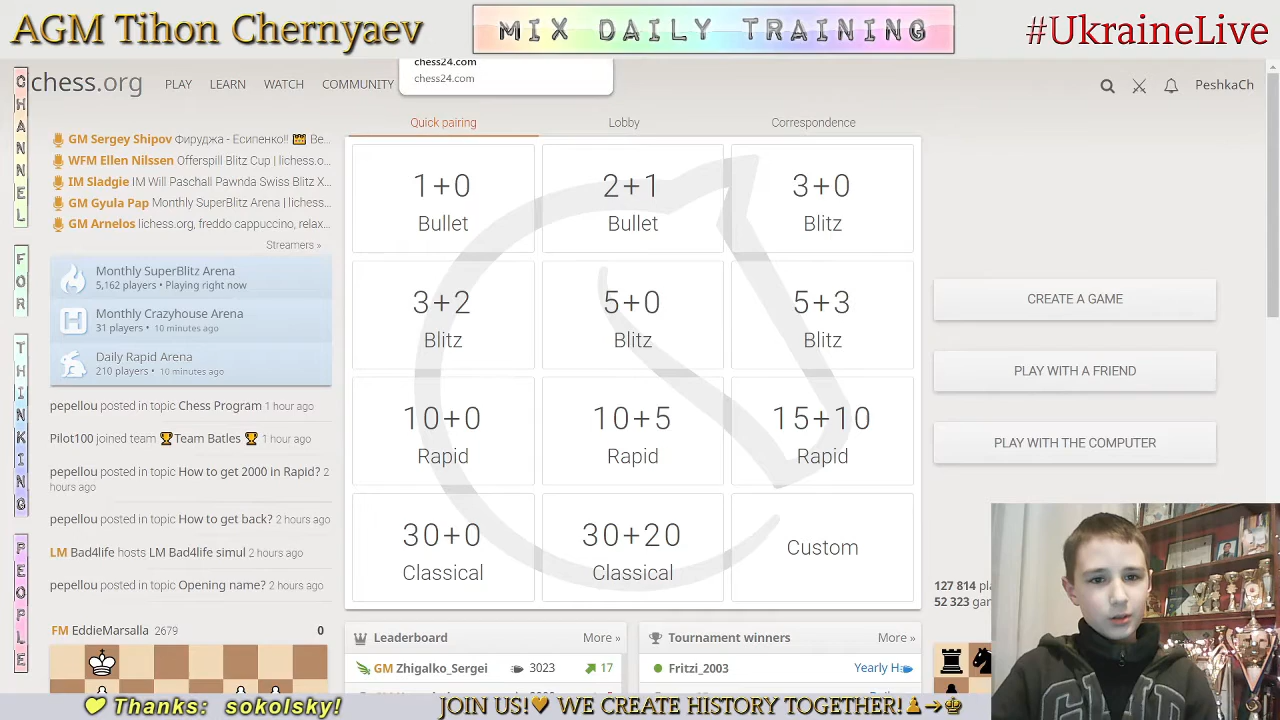 AGM Tihon Chernyaev
MIX DAILY TRAINING
#UkraineLive
CHANNEL
FOR
THINKING
PEOPLE
chess.org
PLAY
LEARN
WATCH
COMMUNITY
chess24.com
chess24.com
PeshkaCh
GM Sergey Shipov Фируджа - Есипенко!! Ве...
WFM Ellen Nilssen Offerspill Blitz Cup | lichess.o...
IM Sladgie IM Will Paschall Pawnda Swiss Blitz X...
GM Gyula Pap Monthly SuperBlitz Arena | lichess...
GM Arnelos lichess.org, freddo cappuccino, relax...
Streamers »
Monthly SuperBlitz Arena
5,162 players • Playing right now
Monthly Crazyhouse Arena
31 players • 10 minutes ago
Daily Rapid Arena
210 players • 10 minutes ago
pepellou posted in topic Chess Program 1 hour ago
Pilot100 joined team 🏆Team Batles 🏆 1 hour ago
pepellou posted in topic How to get 2000 in Rapid? 2
hours ago
pepellou posted in topic How to get back? 2 hours ago
LM Bad4life hosts LM Bad4life simul 2 hours ago
pepellou posted in topic Opening name? 2 hours ago
FM EddieMarsalla 2679 0
Quick pairing
Lobby
Correspondence
1+0
Bullet
2+1
Bullet
3+0
Blitz
3+2
Blitz
5+0
Blitz
5+3
Blitz
10+0
Rapid
10+5
Rapid
15+10
Rapid
30+0
Classical
30+20
Classical
Custom
Leaderboard
More »
GM Zhigalko_Sergei 3023 17
Tournament winners
More »
Fritzi_2003 Yearly H
CREATE A GAME
PLAY WITH A FRIEND
PLAY WITH THE COMPUTER
127 814 pl
52 323 gam
Thanks: sokolsky!
JOIN US!♥ WE CREATE HISTORY TOGETHER!♟→♔